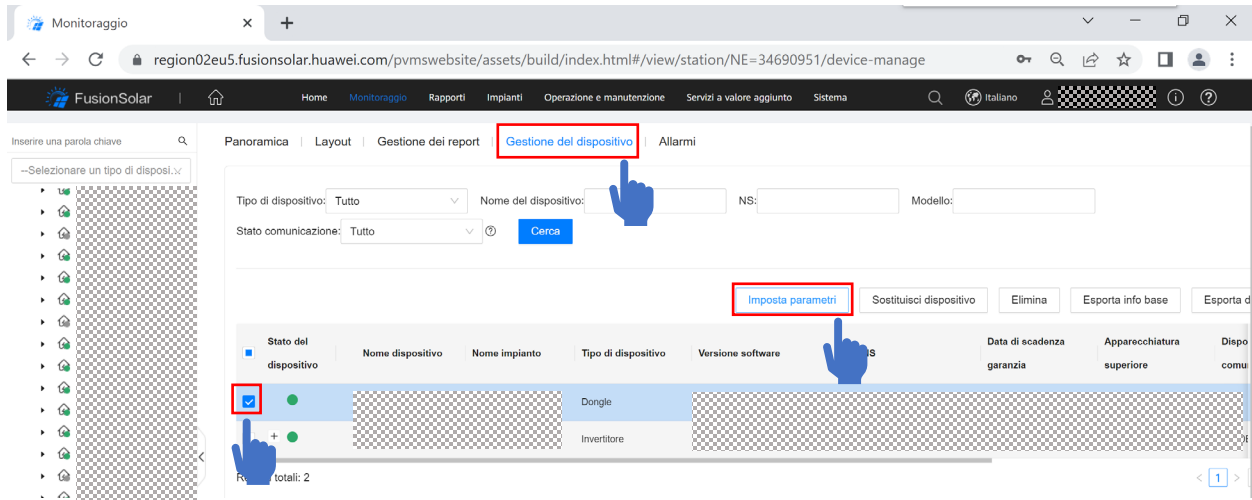 Monitoraggio
region02eu5.fusionsolar.huawei.com/pvmswebsite/assets/build/index.html#/view/station/NE=34690951/device-manage
FusionSolar Home Monitoraggio Rapporti Impianti Operazione e manutenzione Servizi a valore aggiunto Sistema Italiano
Inserire una parola chiave
Panoramica Layout Gestione dei report Gestione del dispositivo Allarmi
--Selezionare un tipo di disposi...
Tipo di dispositivo: Tutto Nome del dispositivo: NS: Modello:
Stato comunicazione: Tutto Cerca
Imposta parametri Sostituisci dispositivo Elimina Esporta info base Esporta d
Stato del dispositivo Nome dispositivo Nome impianto Tipo di dispositivo Versione software Data di scadenza garanzia Apparecchiatura superiore Dispo comu
Dongle
Invertitore
totali: 2
1